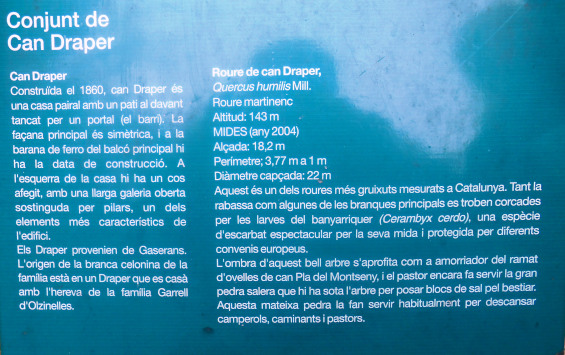 Conjunt de
Can Draper
Can Draper
Construïda el 1860, can Draper és
una casa pairal amb un pati al davant
tancat per un portal (el barri). La
façana principal és simètrica, i a la
barana de ferro del balcó principal hi
ha la data de construcció. A
l'esquerra de la casa hi ha un cos
afegit, amb una llarga galeria oberta
sostinguda per pilars, un dels
elements més característics de
l'edifici.
Els Draper provenien de Gaserans.
L'origen de la branca celonina de la
família està en un Draper que es casà
amb l'hereva de la família Garrell
d'Olzinelles.
Roure de can Draper,
Quercus humilis Mill.
Roure martinenc
Altitud: 143 m
MIDES (any 2004)
Alçada: 18,2 m
Perímetre; 3,77 m a 1 m
Diàmetre capçada: 22 m
Aquest és un dels roures més gruixuts mesurats a Catalunya. Tant la
rabassa com algunes de les branques principals es troben corcades
per les larves del banyarriquer (Cerambyx cerdo), una espècie
d'escarbat espectacular per la seva mida i protegida per diferents
convenis europeus.
L'ombra d'aquest bell arbre s'aprofita com a amorriador del ramat
d'ovelles de can Pla del Montseny, i el pastor encara fa servir la gran
pedra salera que hi ha sota l'arbre per posar blocs de sal pel bestiar.
Aquesta mateixa pedra la fan servir habitualment per descansar
camperols, caminants i pastors.